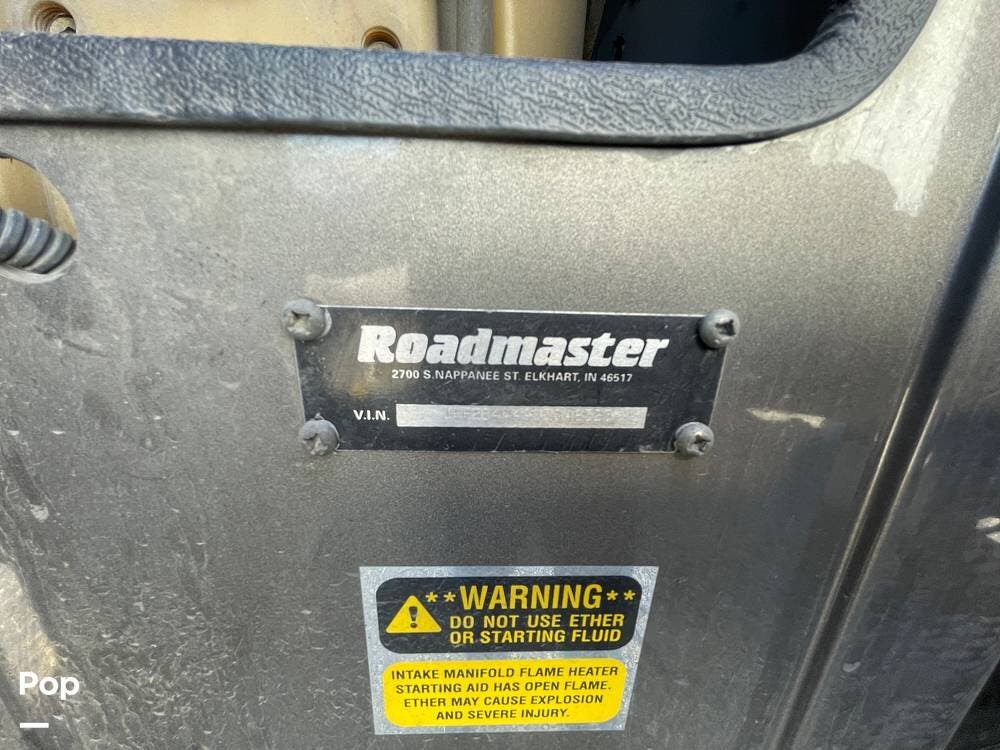 Roadmaster
2700 S.NAPPANEE ST. ELKHART, IN 46517
V.I.N.
**WARNING**
DO NOT USE ETHER
OR STARTING FLUID
INTAKE MANIFOLD FLAME HEATER
STARTING AID HAS OPEN FLAME.
ETHER MAY CAUSE EXPLOSION
AND SEVERE INJURY.
Pop